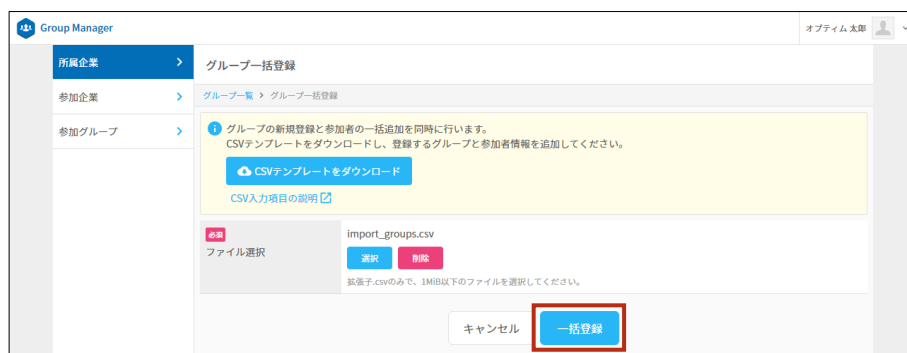 Group Manager
オプティム 太郎
所属企業
参加企業
参加グループ
グループ一括登録
グループ一覧 > グループ一括登録
グループの新規登録と参加者の一括追加を同時に行います。
CSVテンプレートをダウンロードし、登録するグループと参加者情報を追加してください。
CSVテンプレートをダウンロード
CSV入力項目の説明
必須
ファイル選択
import_groups.csv
選択 削除
拡張子.csvのみで、1MiB以下のファイルを選択してください。
キャンセル 一括登録